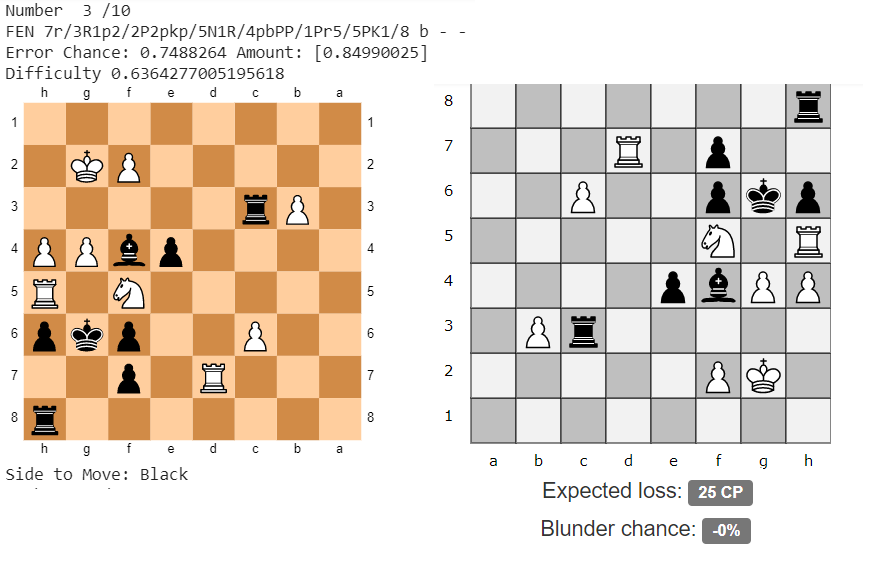 Number 3 /10
FEN 7r/3R1p2/2P2pkp/5N1R/4pbPP/1Pr5/5PK1/8 b - -
Error Chance: 0.7488264 Amount: [0.84990025]
Difficulty 0.6364277005195618
h g f e d c b a
1 1
2 2
3 3
4 4
5 5
6 6
7 7
8 8
h g f e d c b a
Side to Move: Black
8
7
6
5
4
3
2
1
a b c d e f g h
Expected loss: 25 CP
Blunder chance: -0%